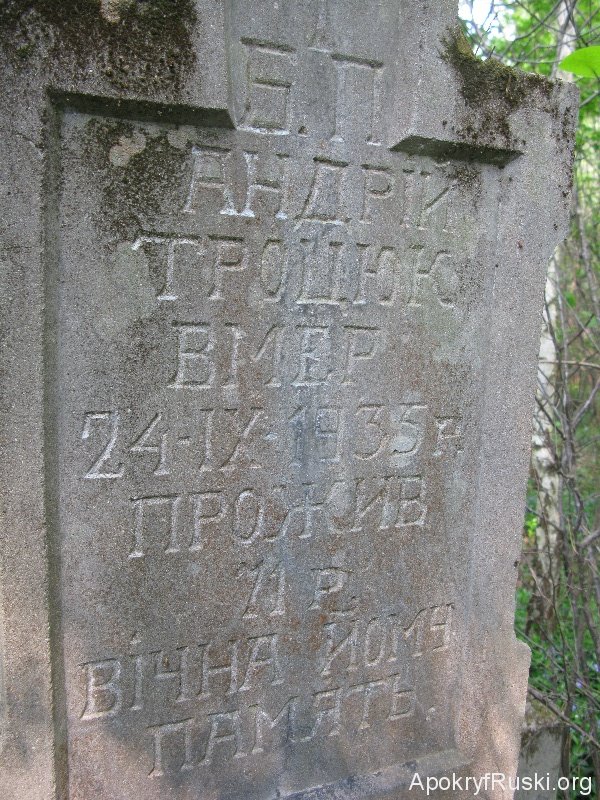 Б. П
АНДРІЙ
ТРОЦЮК
ВМЕР
24-IX-1935 Р.
ПРОЖИВ
71 Р.
ВІЧНА ЙОМУ
ПАМЯТЬ.
ApokryfRuski.org